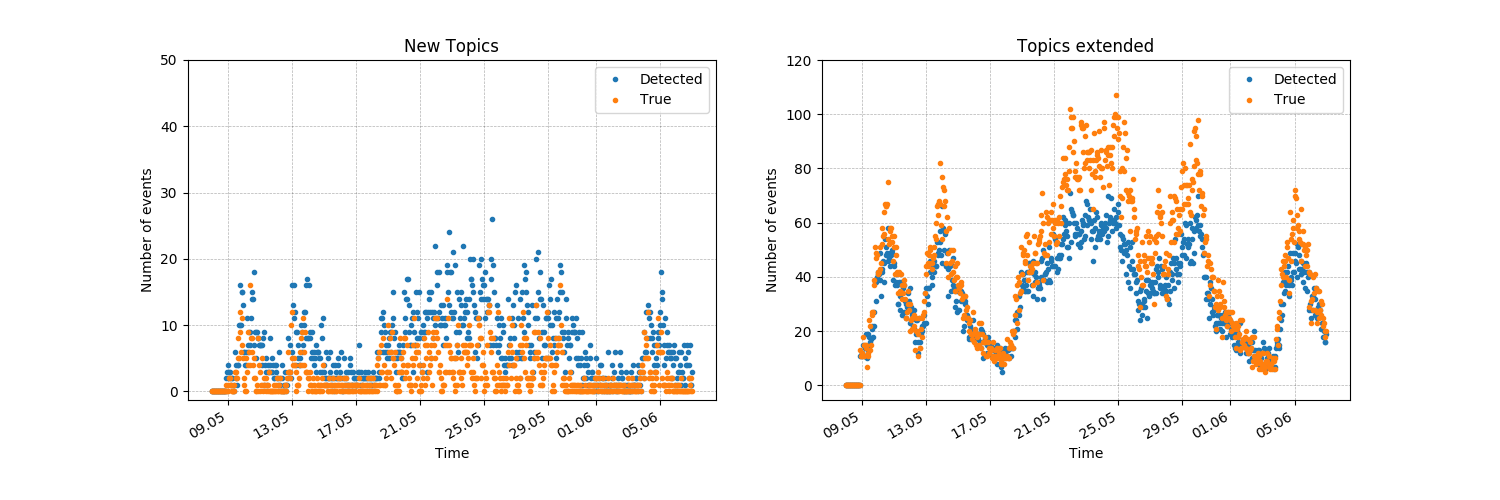 New Topics
Number of events
50
40
30
20
10
0
Detected
True
09.05
13.05
17.05
21.05
25.05
29.05
01.06
05.06
Time
Topics extended
Number of events
120
100
80
60
40
20
0
Detected
True
09.05
13.05
17.05
21.05
25.05
29.05
01.06
05.06
Time